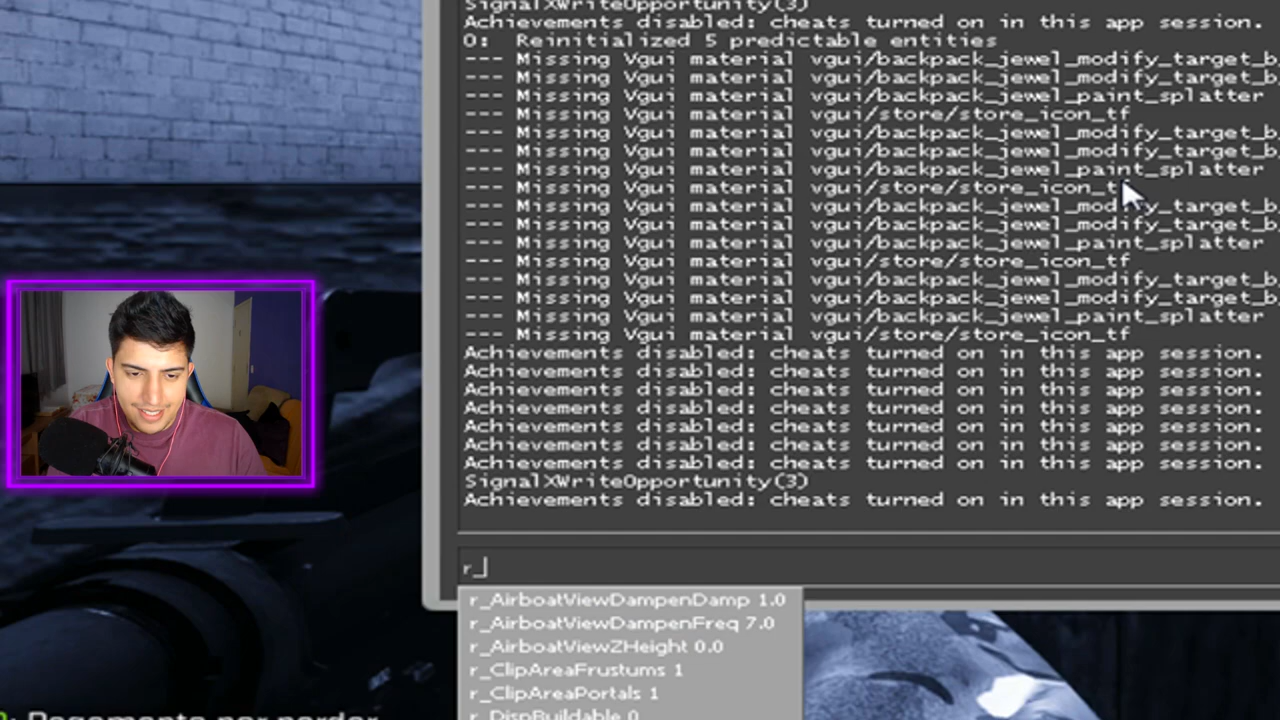 SignalXWriteOpportunity(3)
Achievements disabled: cheats turned on in this app session.
O:  Reinitialized 5 predictable entities
--- Missing Vgui material vgui/backpack_jewel_modify_target_b
--- Missing Vgui material vgui/backpack_jewel_modify_target_b
--- Missing Vgui material vgui/backpack_jewel_paint_splatter
--- Missing Vgui material vgui/store/store_icon_tf
--- Missing Vgui material vgui/backpack_jewel_modify_target_b
--- Missing Vgui material vgui/backpack_jewel_modify_target_b
--- Missing Vgui material vgui/backpack_jewel_paint_splatter
--- Missing Vgui material vgui/store/store_icon_t
--- Missing Vgui material vgui/backpack_jewel_modify_target_b
--- Missing Vgui material vgui/backpack_jewel_modify_target_b
--- Missing Vgui material vgui/backpack_jewel_paint_splatter
--- Missing Vgui material vgui/store/store_icon_tf
--- Missing Vgui material vgui/backpack_jewel_modify_target_b
--- Missing Vgui material vgui/backpack_jewel_modify_target_b
--- Missing Vgui material vgui/backpack_jewel_paint_splatter
--- Missing Vgui material vgui/store/store_icon_tf
Achievements disabled: cheats turned on in this app session.
Achievements disabled: cheats turned on in this app session.
Achievements disabled: cheats turned on in this app session.
Achievements disabled: cheats turned on in this app session.
Achievements disabled: cheats turned on in this app session.
Achievements disabled: cheats turned on in this app session.
Achievements disabled: cheats turned on in this app session.
SignalXWriteOpportunity(3)
Achievements disabled: cheats turned on in this app session.
r_
r_AirboatViewDampenDamp 1.0
r_AirboatViewDampenFreq 7.0
r_AirboatViewZHeight 0.0
r_ClipAreaFrustums 1
r_ClipAreaPortals 1
r_DispBuildable 0